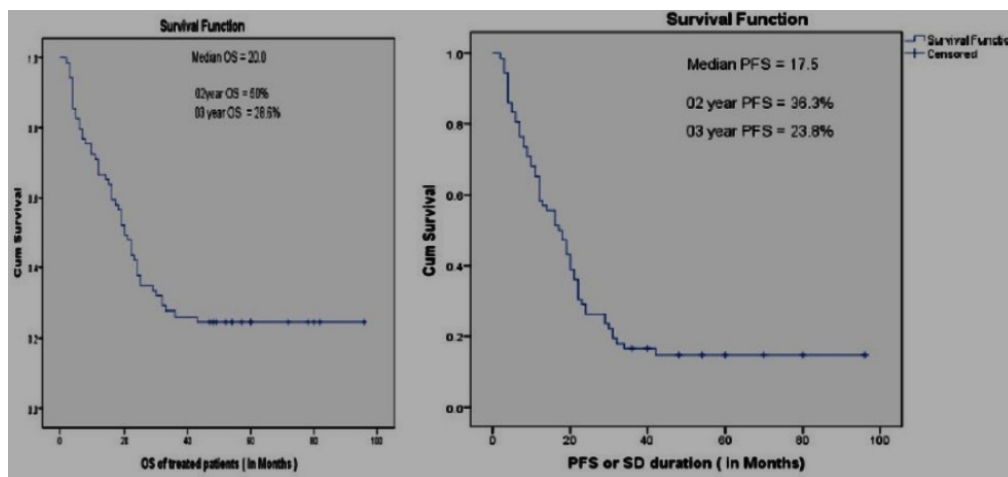 Survival Function
Median OS = 20.0
02year OS = 50%
03 year OS = 28.6%
Cum Survival
0 20 40 60 80 100
OS of treated patients ( In Months )
Survival Function
Survival Function
Censored
Median PFS = 17.5
02 year PFS = 36.3%
03 year PFS = 23.8%
Cum Survival
1.0
0.8
0.6
0.4
0.2
0.0
0 20 40 60 80 100
PFS or SD duration ( In Months)